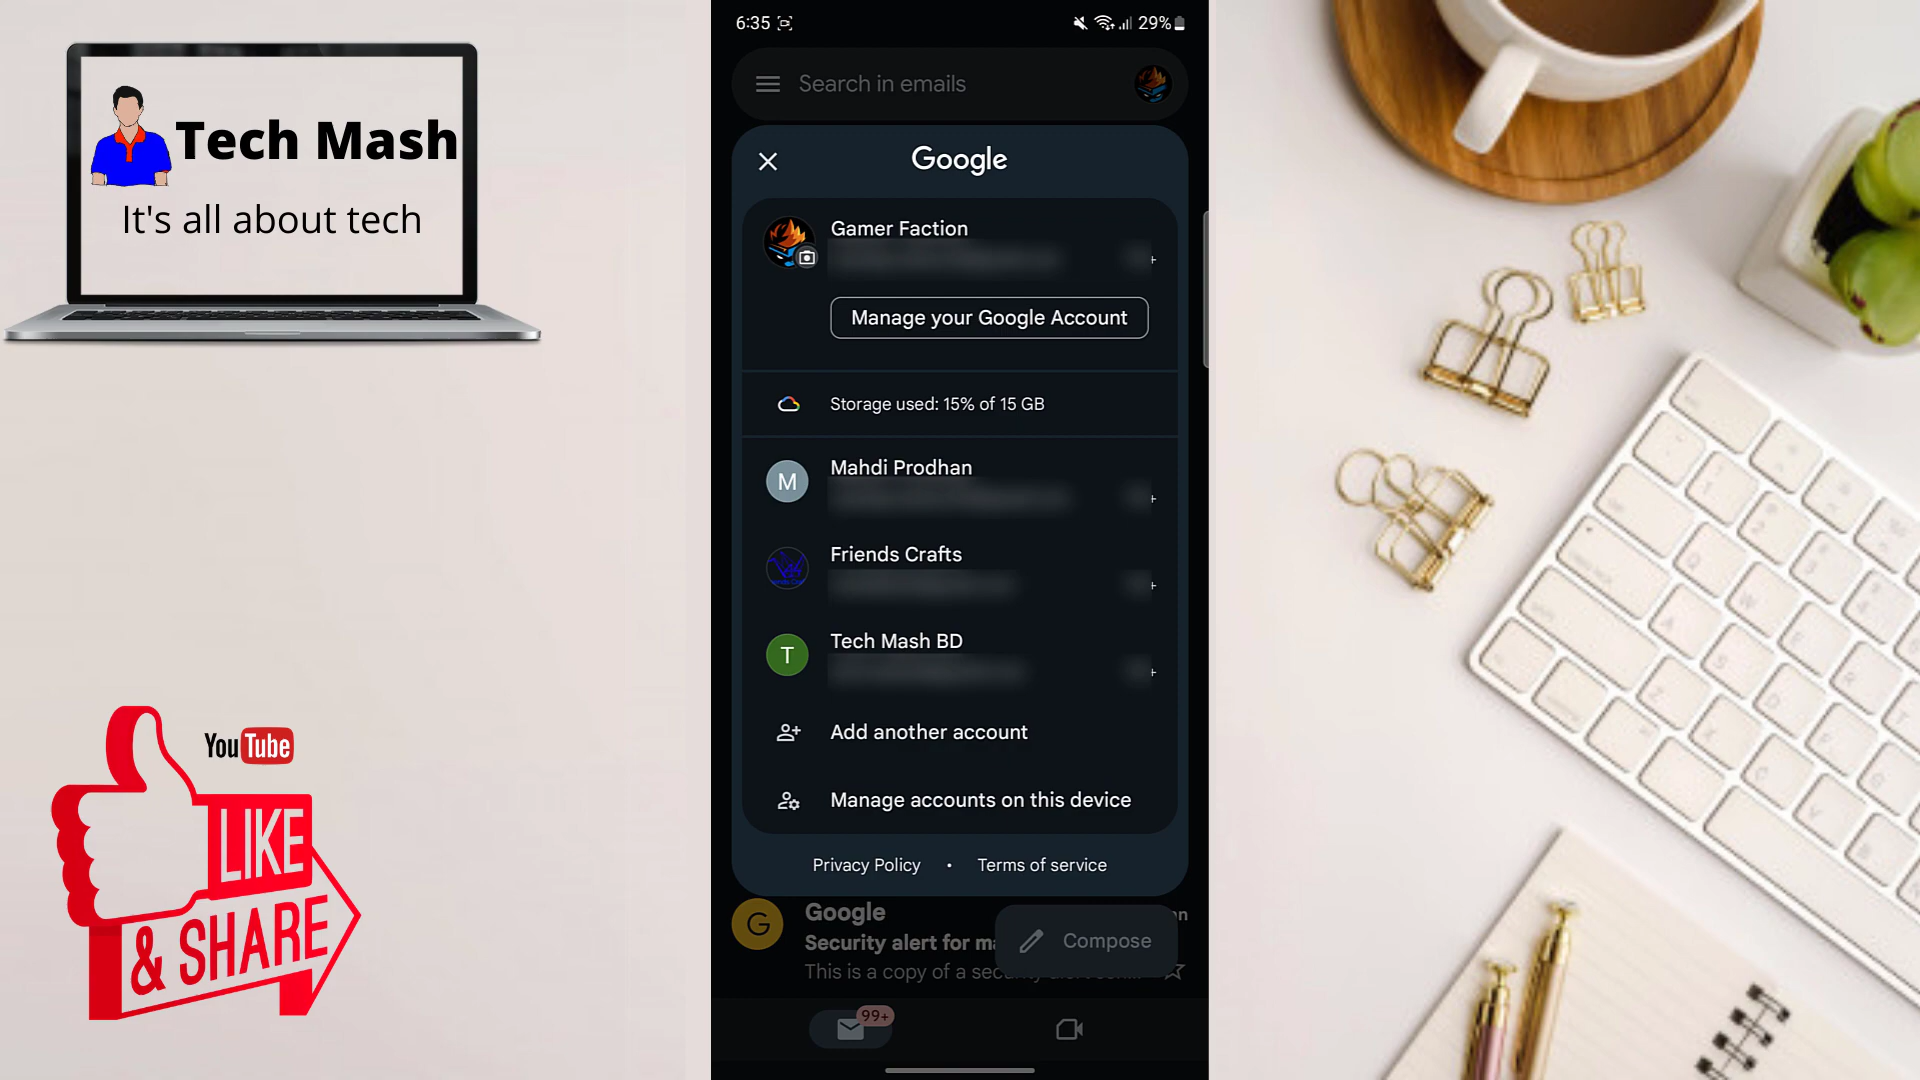 Tech Mash
It's all about tech
YouTube
LIKE
& SHARE
6:35
29%
Search in emails
Google
Gamer Faction
+
Manage your Google Account
Storage used: 15% of 15 GB
M
Mahdi Prodhan
+
Friends Crafts
+
T
Tech Mash BD
+
Add another account
Manage accounts on this device
Privacy Policy • Terms of service
G
Google
Security alert for ma
This is a copy of a sec
Compose
99+